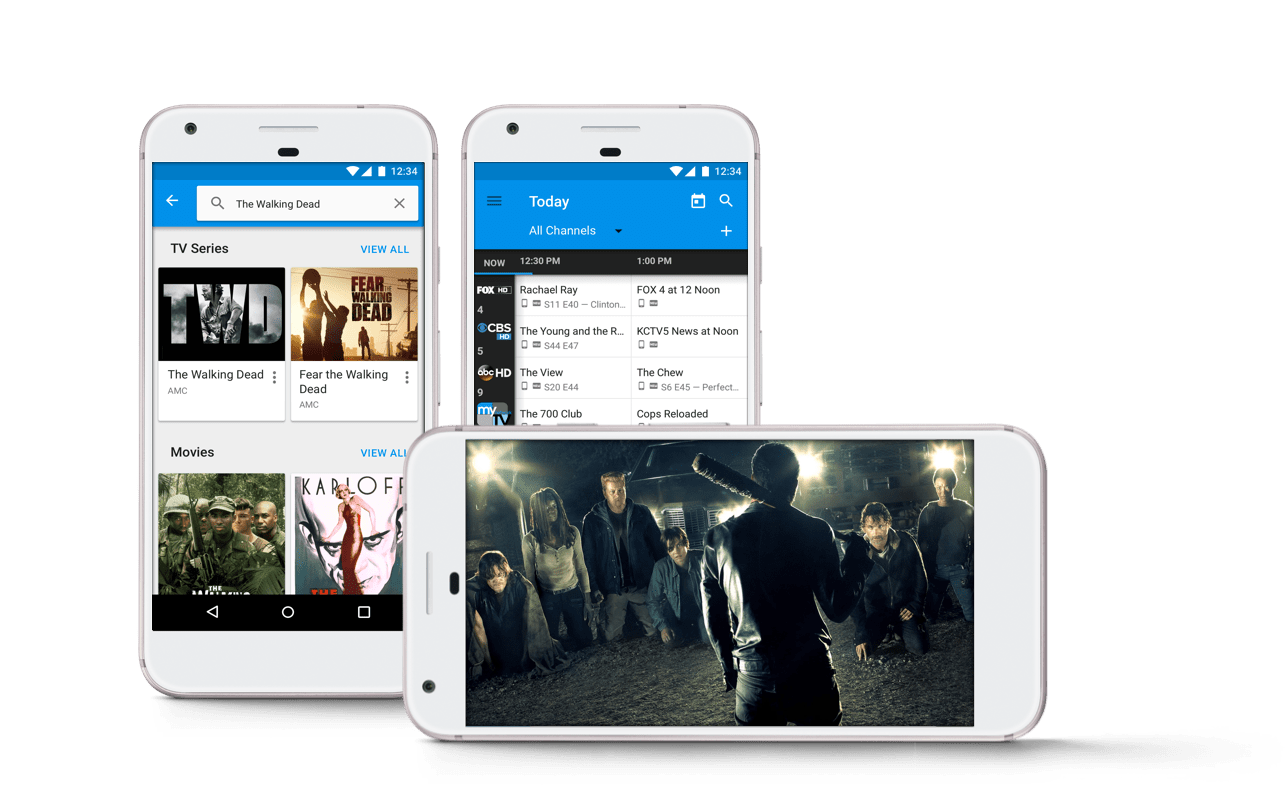 12:34
The Walking Dead
TV Series
VIEW ALL
TWD
FEAR THE
WALKING
DEAD
The Walking Dead
AMC
Fear the Walking
Dead
AMC
Movies
VIEW ALL
THE
KARLOFF
THE
12:34
Today
All Channels
NOW
12:30 PM
1:00 PM
FOX HD
4
Rachael Ray
S11 E40 — Clinton...
FOX 4 at 12 Noon
CBS
HD
5
The Young and the R...
S44 E47
KCTV5 News at Noon
abc HD
9
The View
S20 E44
The Chew
S6 E45 — Perfect...
my
TV
The 700 Club
Cops Reloaded